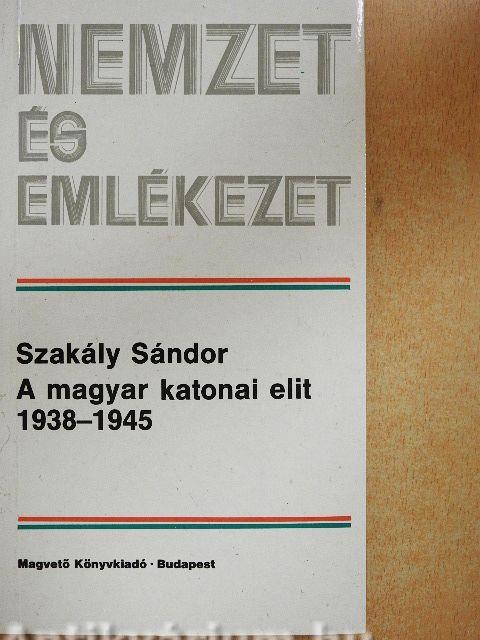 NEMZET
ÉS
EMLÉKEZET
Szakály Sándor
A magyar katonai elit
1938–1945
Magvető Könyvkiadó · Budapest